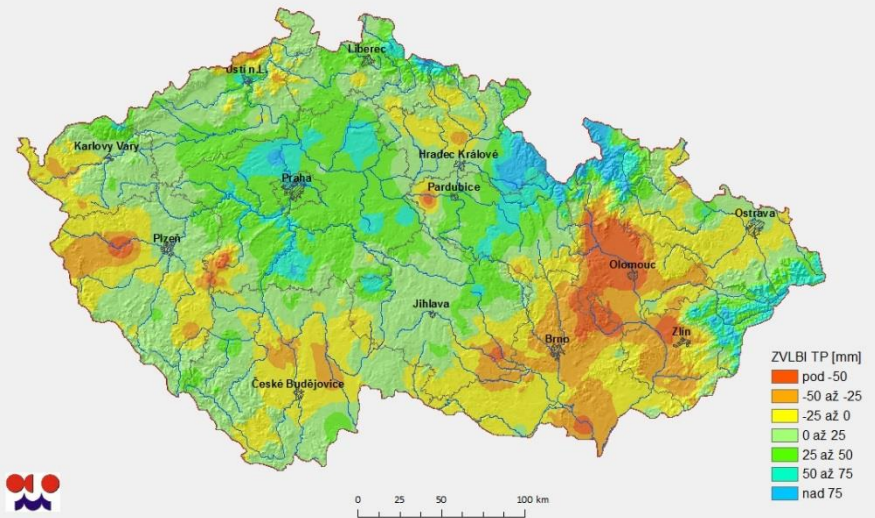 Liberec
Ústí n.L.
Karlovy Vary
Hradec Králové
Praha
Pardubice
Ostrava
Plzeň
Olomouc
Jihlava
Brno
Zlín
České Budějovice
ZVLBI TP [mm]
pod -50
-50 až -25
-25 až 0
0 až 25
25 až 50
50 až 75
nad 75
0 25 50 100 km